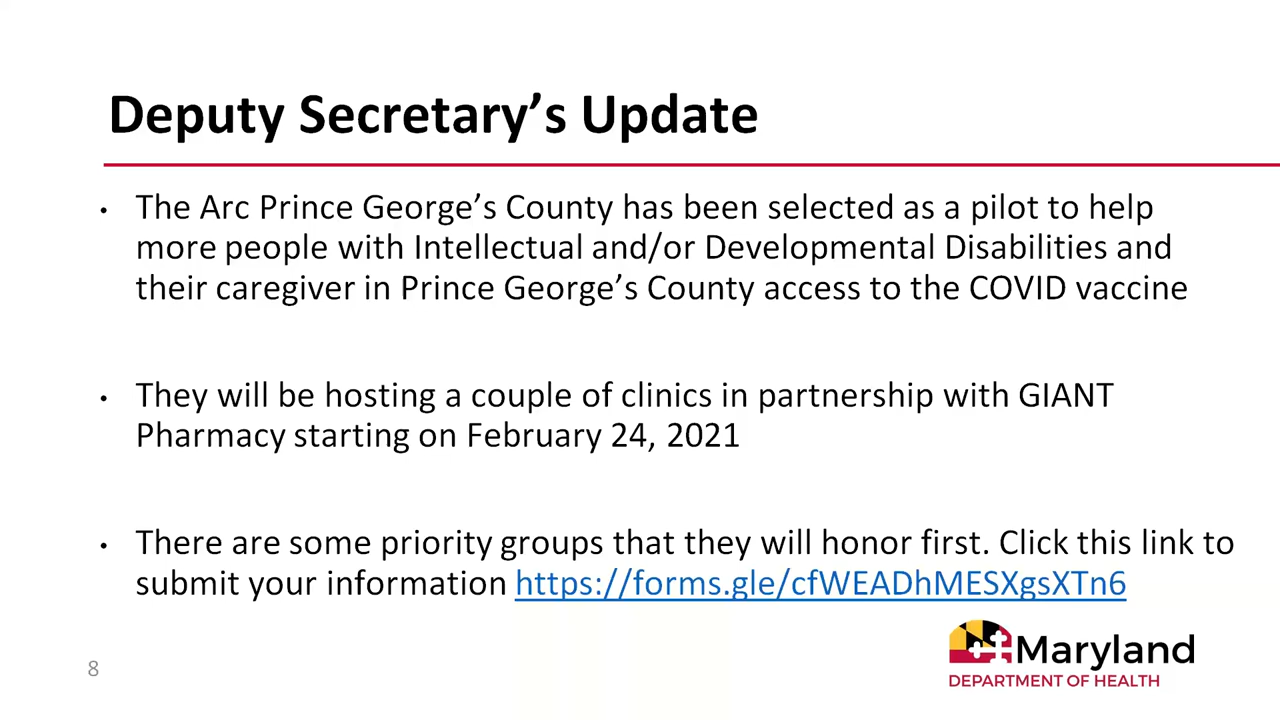 Deputy Secretary’s Update
• The Arc Prince George’s County has been selected as a pilot to help
more people with Intellectual and/or Developmental Disabilities and
their caregiver in Prince George’s County access to the COVID vaccine
• They will be hosting a couple of clinics in partnership with GIANT
Pharmacy starting on February 24, 2021
• There are some priority groups that they will honor first. Click this link to
submit your information https://forms.gle/cfWEADhMESXgsXTn6
8
Maryland
DEPARTMENT OF HEALTH